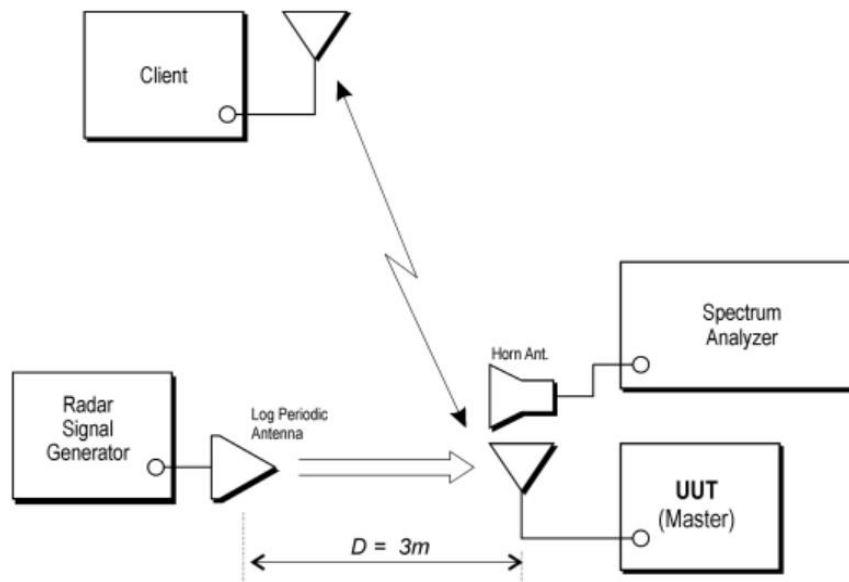 Client
Spectrum
Analyzer
Horn Ant.
Radar
Signal
Generator
Log Periodic
Antenna
UUT
(Master)
D = 3m